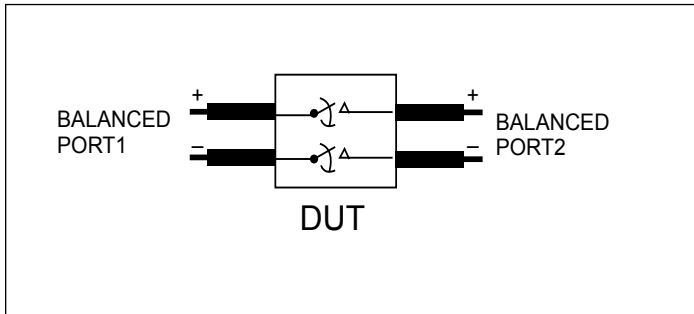 +
+
BALANCED
PORT1
BALANCED
PORT2
–
–
DUT